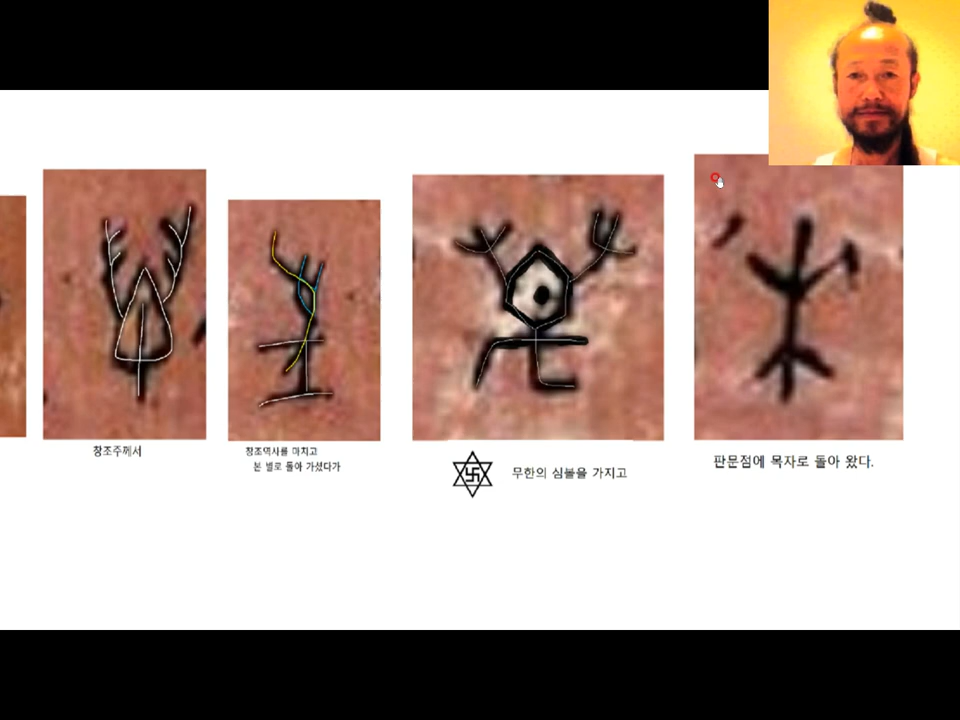 창조주께서
창조역사를 마치고
본 별로 돌아 가셨다가
무한의 심볼을 가지고
판문점에 목자로 돌아 왔다.